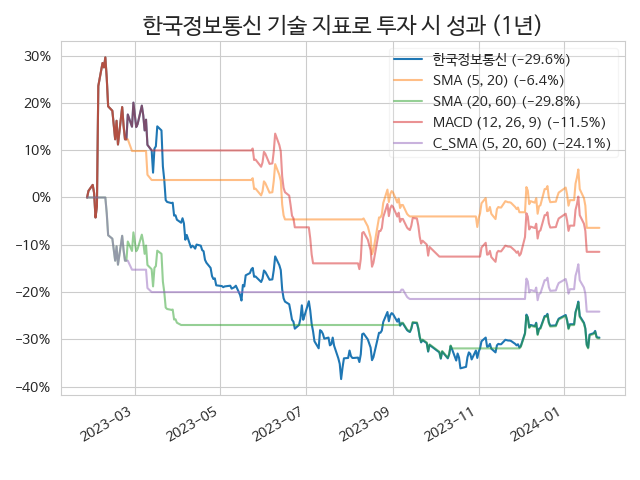 한국정보통신 기술 지표로 투자 시 성과 (1년)
30%
20%
10%
0%
−10%
−20%
−30%
−40%
한국정보통신 (−29.6%)
SMA (5, 20) (−6.4%)
SMA (20, 60) (−29.8%)
MACD (12, 26, 9) (−11.5%)
C_SMA (5, 20, 60) (−24.1%)
2023−03
2023−05
2023−07
2023−09
2023−11
2024−01